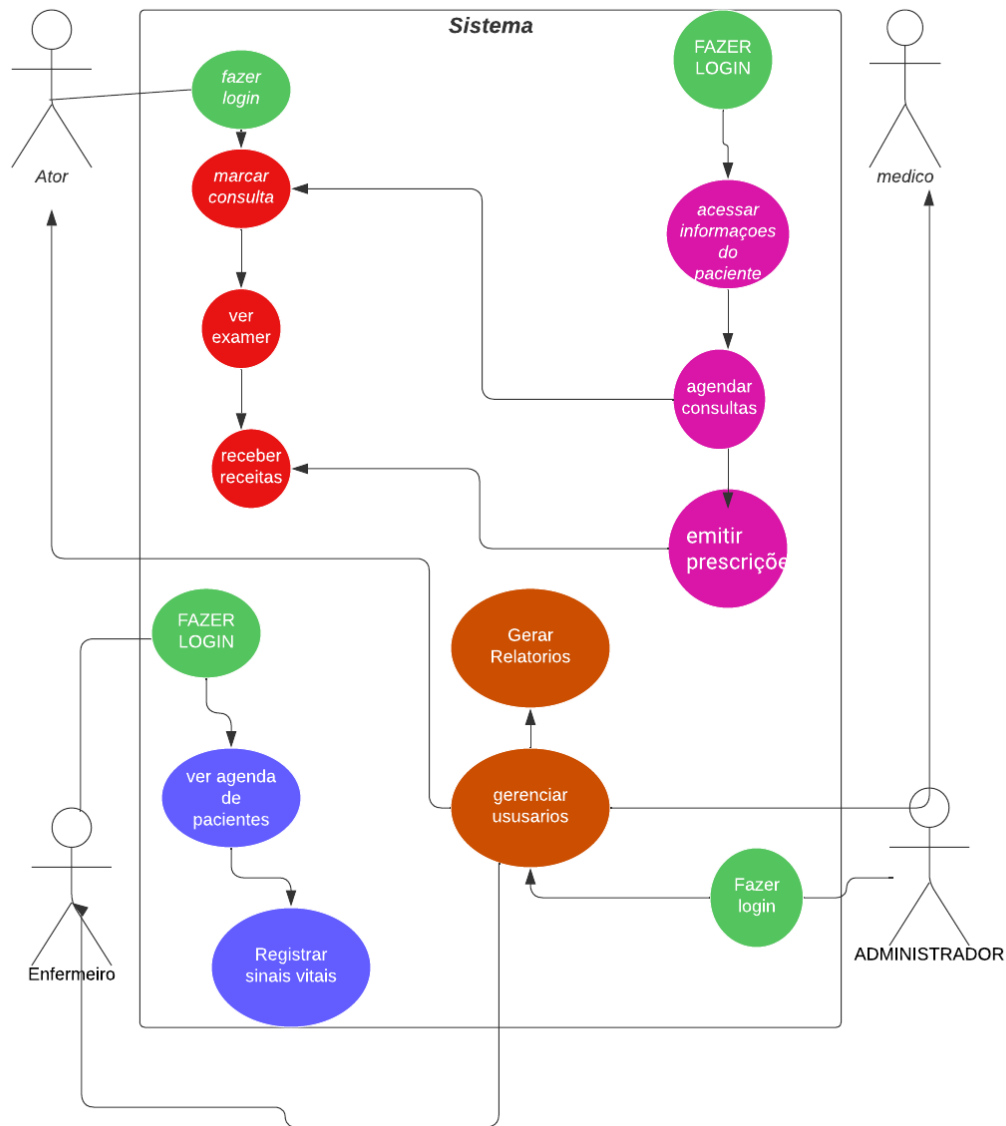 Sistema
FAZER
LOGIN
fazer
login
Ator
medico
marcar
consulta
acessar
informaçoes
do
paciente
ver
examer
agendar
consultas
receber
receitas
emitir
prescriçõe
FAZER
LOGIN
Gerar
Relatorios
ver agenda
de
pacientes
gerenciar
ususarios
Fazer
login
Registrar
sinais vitais
Enfermeiro
ADMINISTRADOR